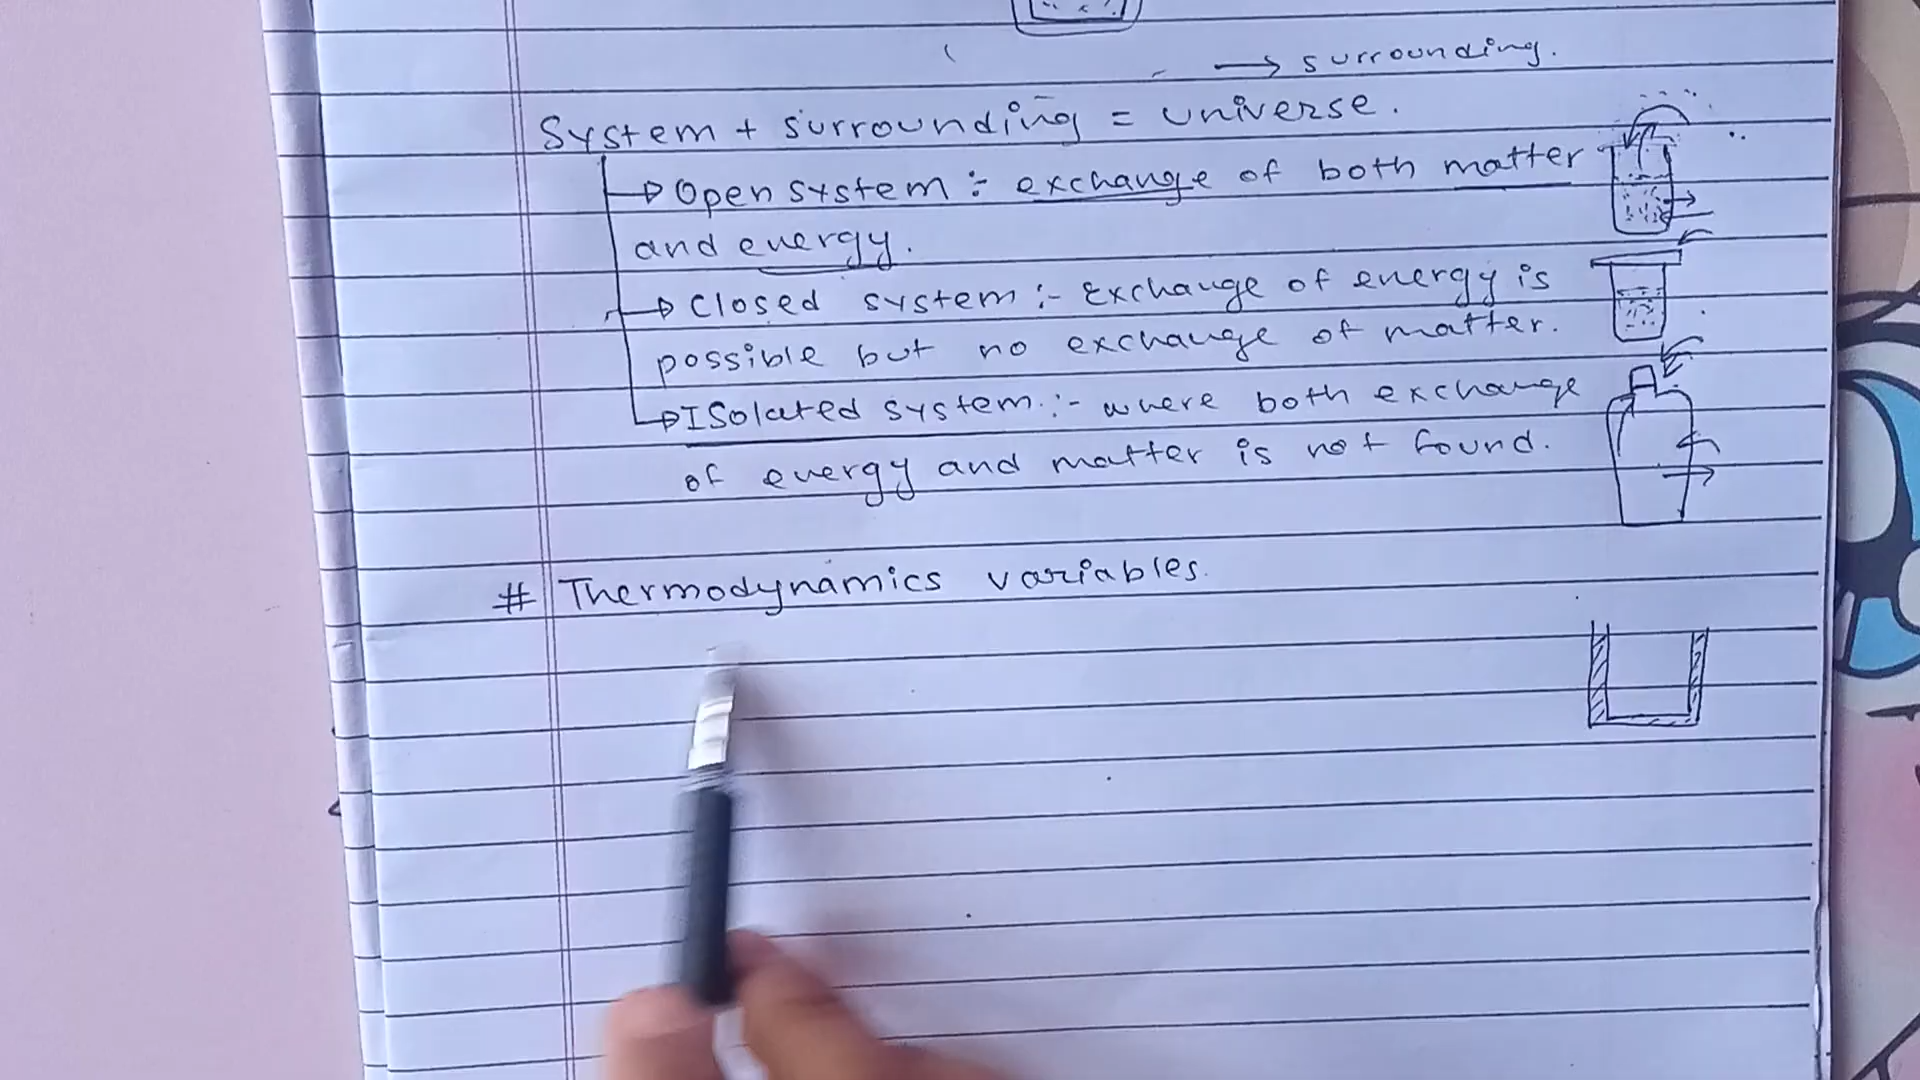 → surrounding.
System + surrounding = universe.
→ Open system :- exchange of both matter
and energy.
→ Closed system :- Exchange of energy is
possible but no exchange of matter.
→ ISolated system :- where both exchange
of energy and matter is not found.
# Thermodynamics variables.